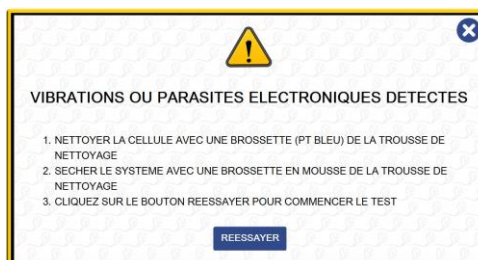 VIBRATIONS OU PARASITES ELECTRONIQUES DETECTES
1. NETTOYER LA CELLULE AVEC UNE BROSSETTE (PT BLEU) DE LA TROUSSE DE
NETTOYAGE
2. SECHER LE SYSTEME AVEC UNE BROSSETTE EN MOUSSE DE LA TROUSSE DE
NETTOYAGE
3. CLIQUEZ SUR LE BOUTON REESSAYER POUR COMMENCER LE TEST
REESSAYER